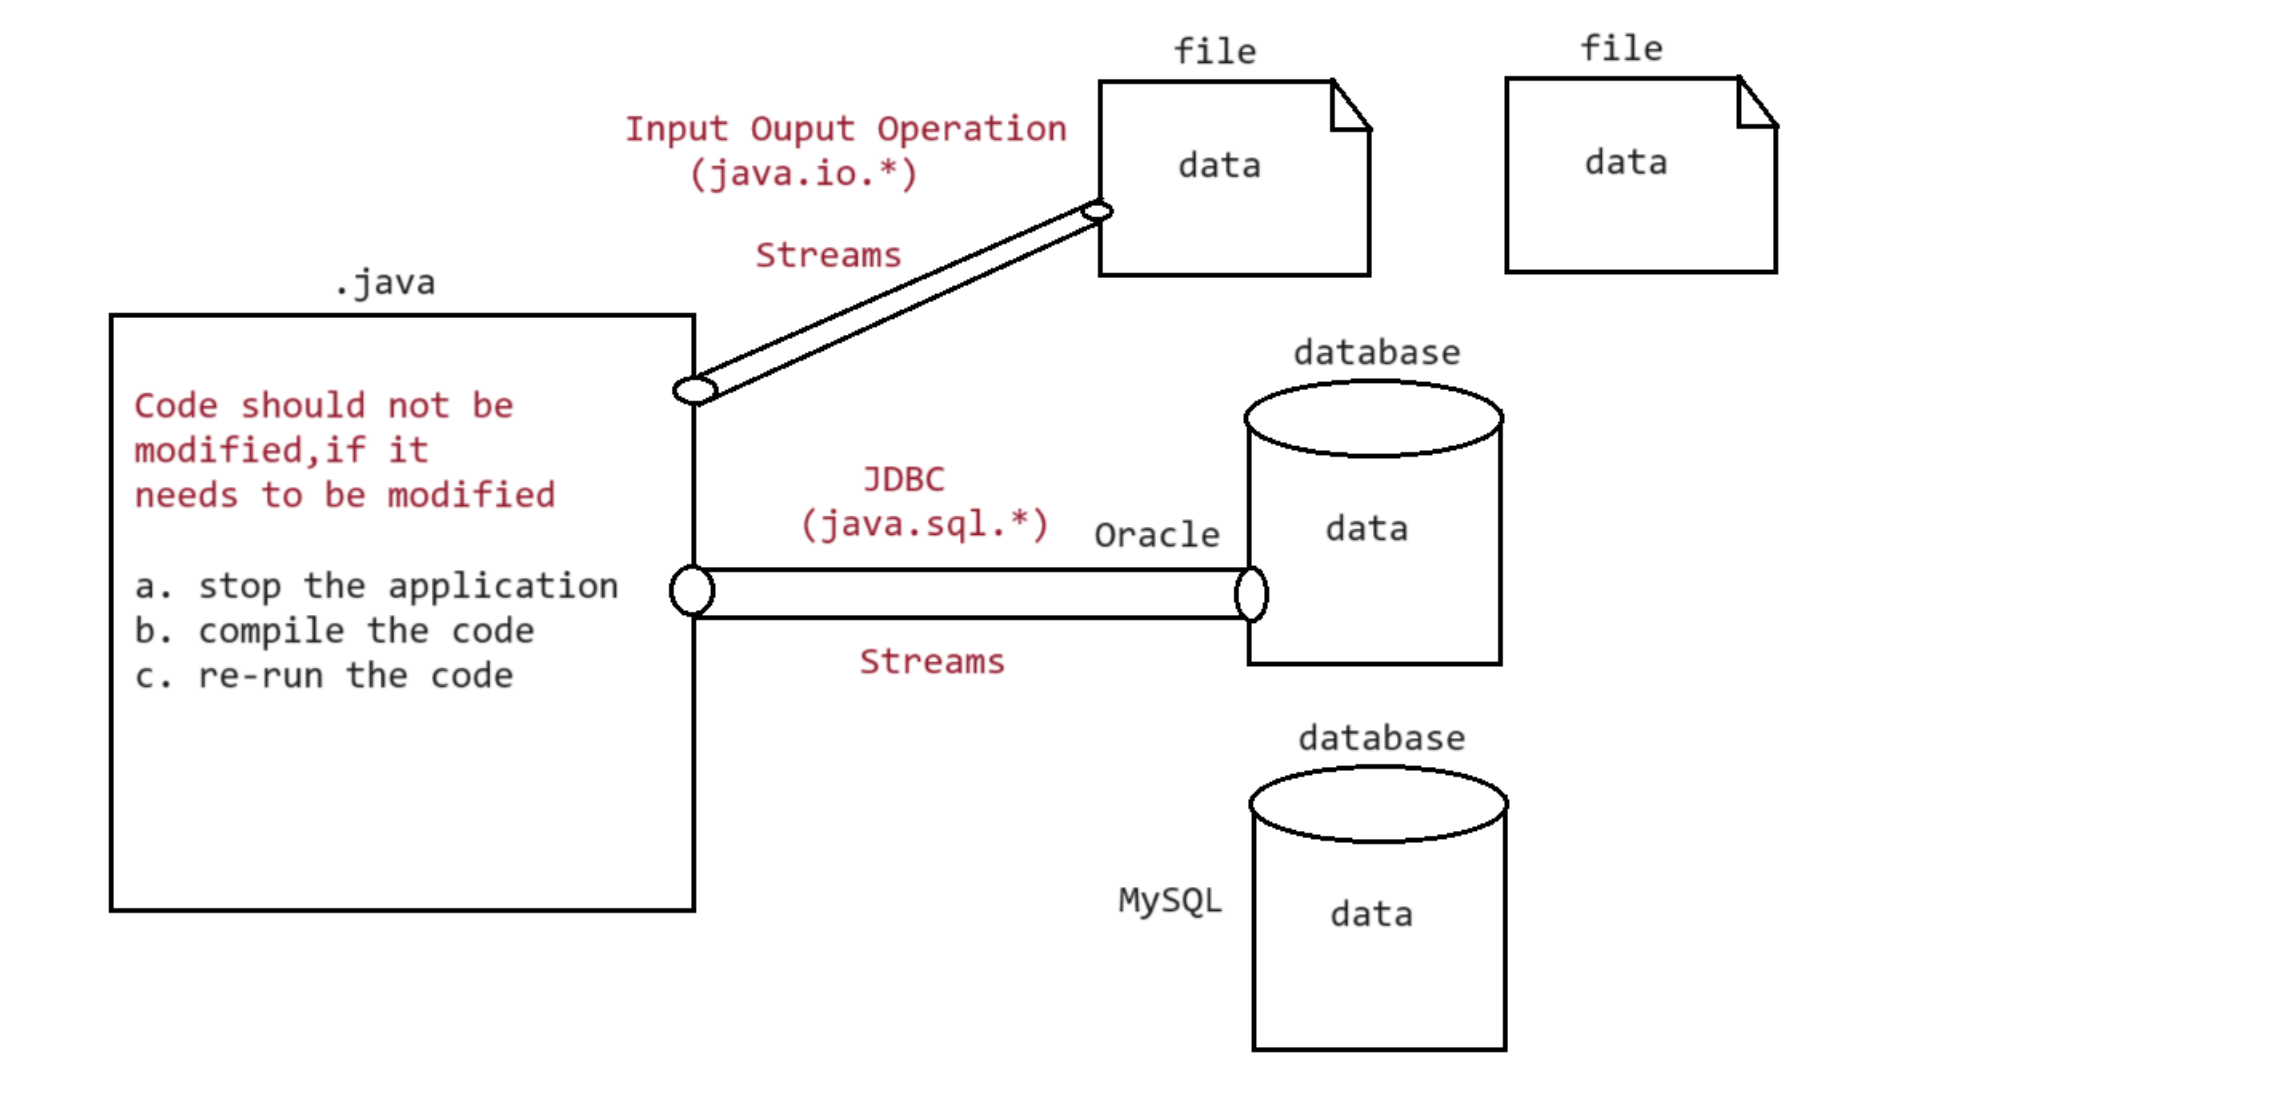 file
file
Input Ouput Operation
(java.io.*)
data
data
Streams
.java
database
Code should not be
modified,if it
needs to be modified
JDBC
(java.sql.*)
Oracle
data
a. stop the application
b. compile the code
c. re-run the code
Streams
database
MySQL
data